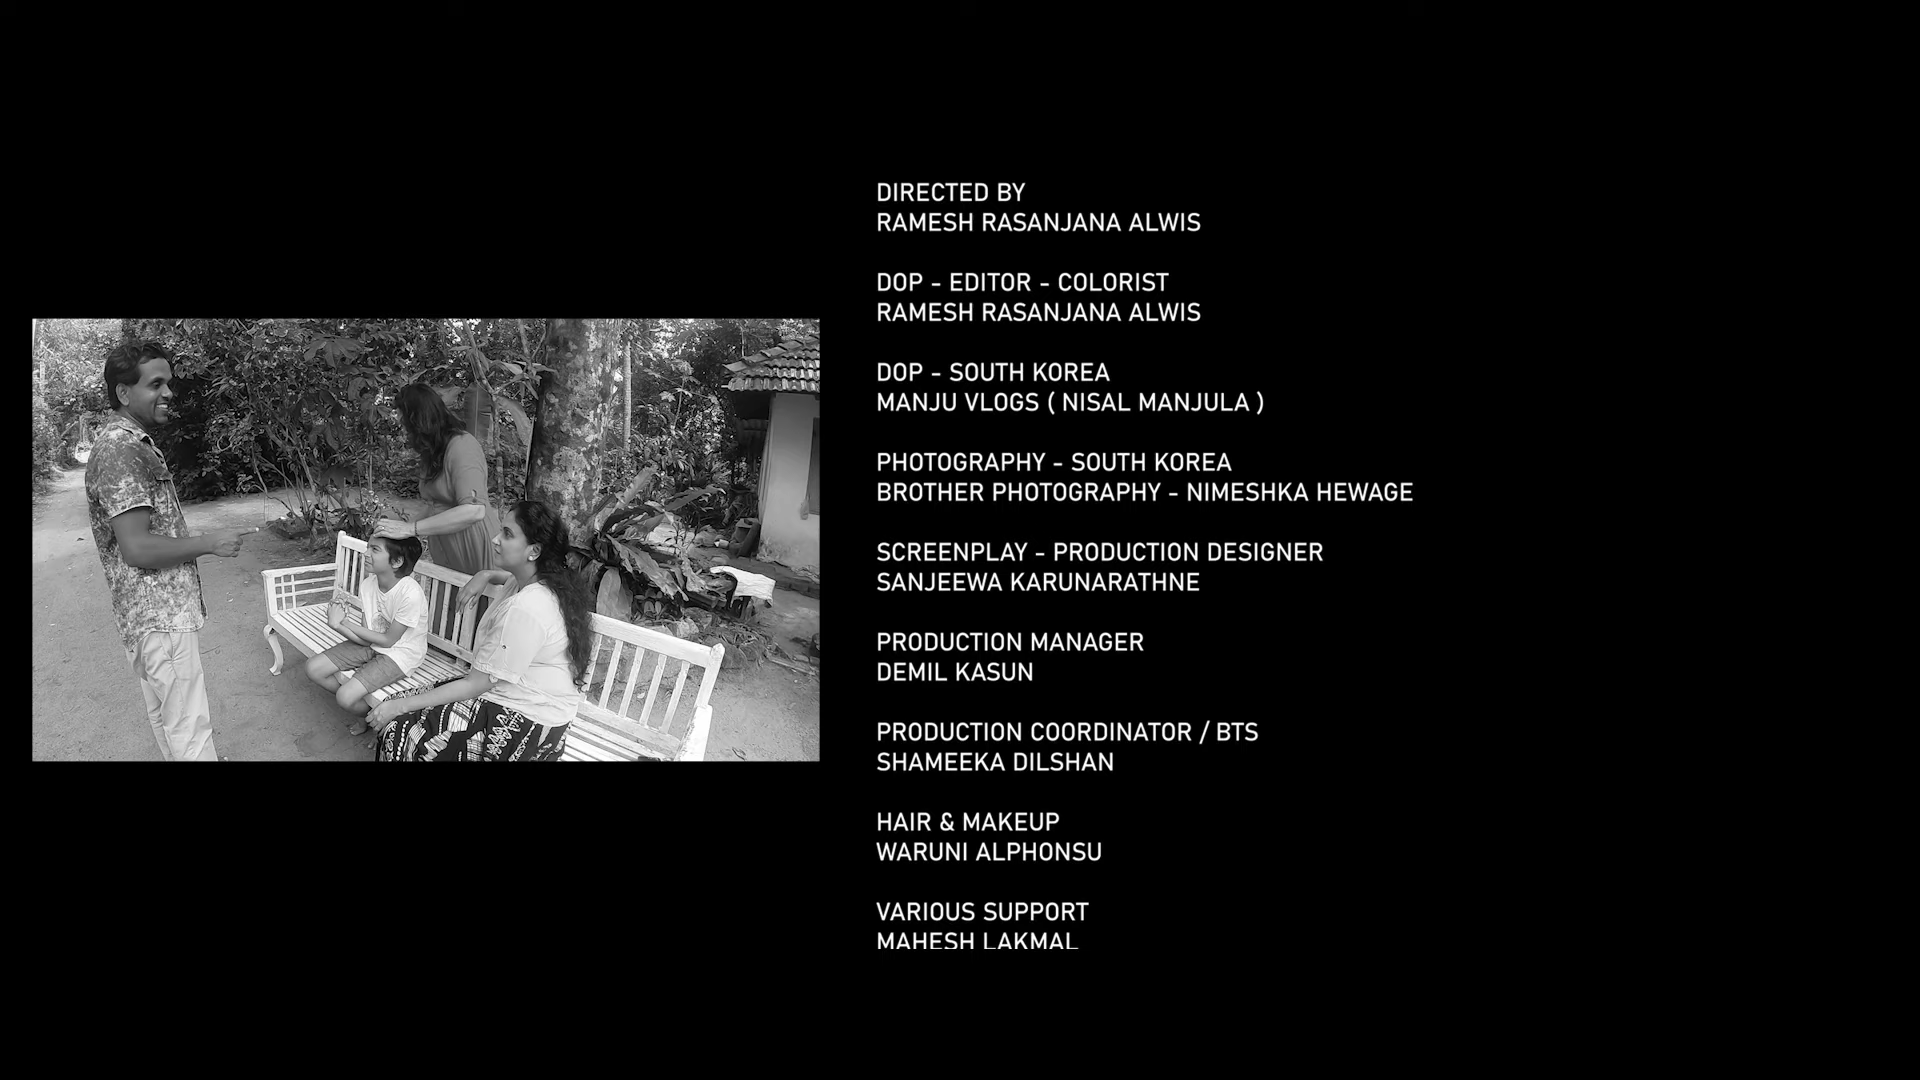 DIRECTED BY
RAMESH RASANJANA ALWIS
DOP - EDITOR - COLORIST
RAMESH RASANJANA ALWIS
DOP - SOUTH KOREA
MANJU VLOGS ( NISAL MANJULA )
PHOTOGRAPHY - SOUTH KOREA
BROTHER PHOTOGRAPHY - NIMESHKA HEWAGE
SCREENPLAY - PRODUCTION DESIGNER
SANJEEWA KARUNARATHNE
PRODUCTION MANAGER
DEMIL KASUN
PRODUCTION COORDINATOR / BTS
SHAMEEKA DILSHAN
HAIR & MAKEUP
WARUNI ALPHONSU
VARIOUS SUPPORT
MAHESH LAKMAL